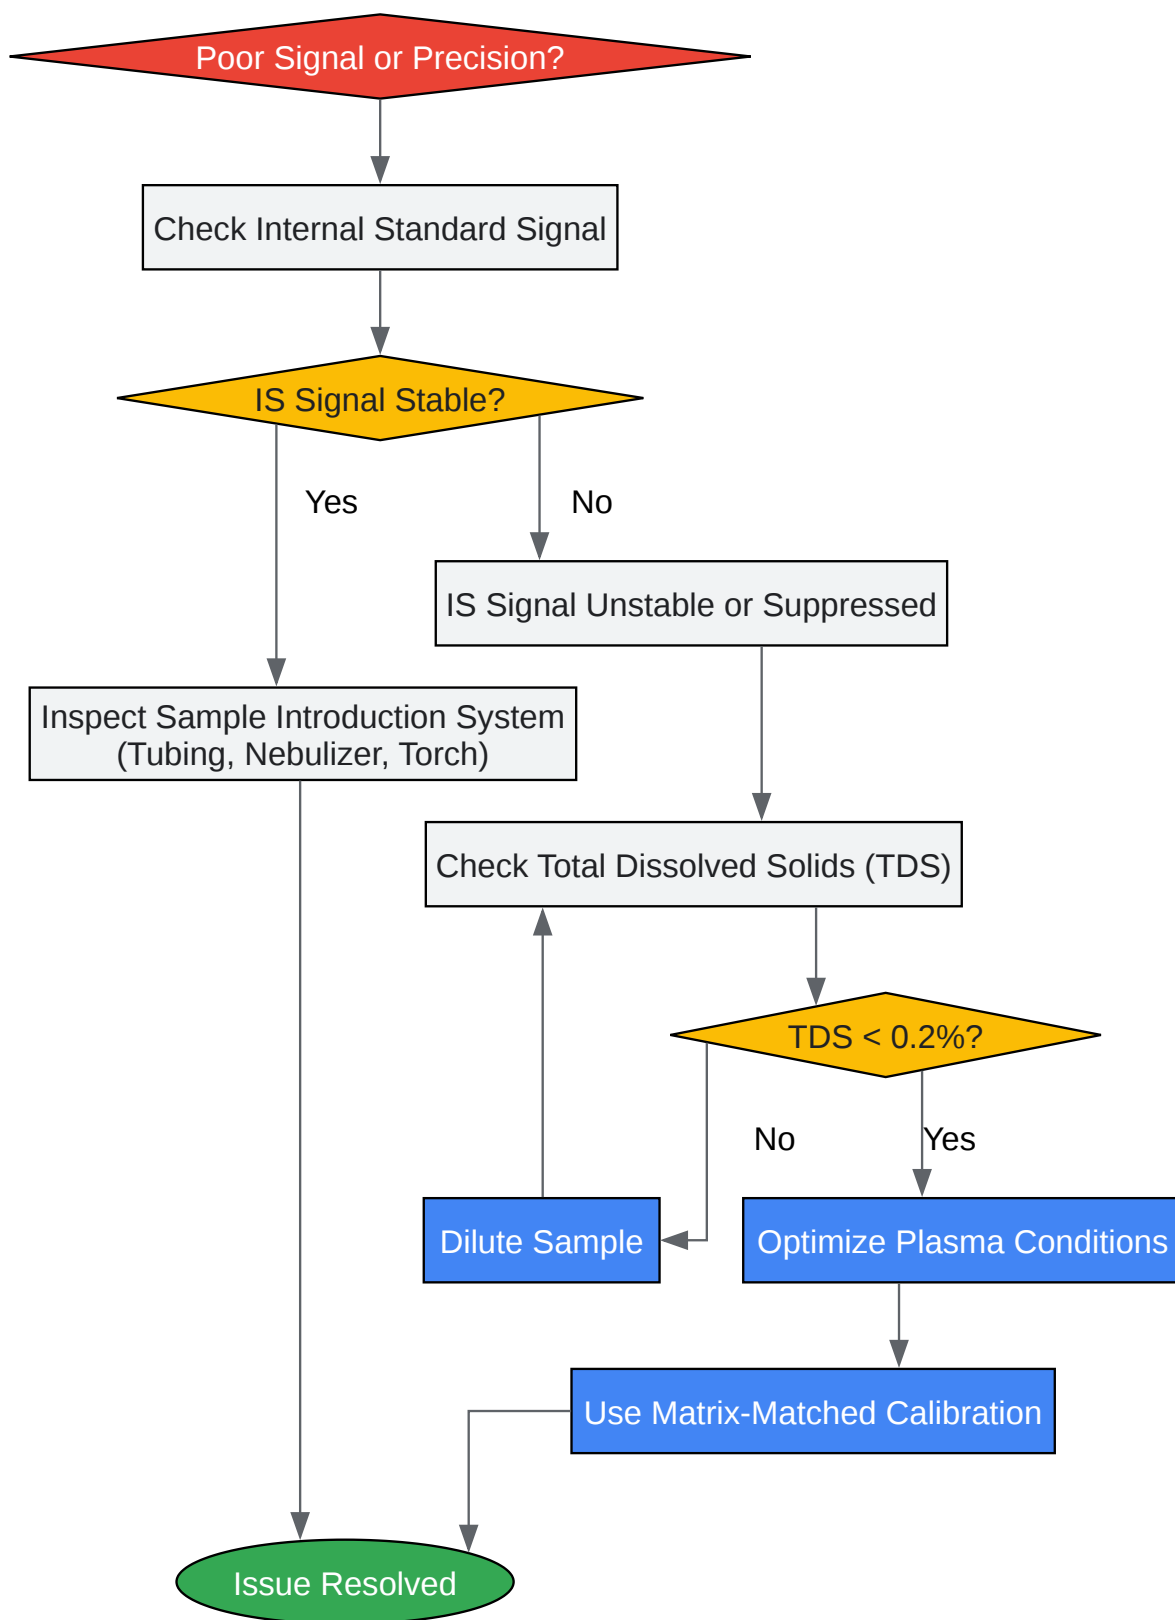 Poor Signal or Precision?
Check Internal Standard Signal
IS Signal Stable?
Yes
No
IS Signal Unstable or Suppressed
Inspect Sample Introduction System
(Tubing, Nebulizer, Torch)
Check Total Dissolved Solids (TDS)
TDS < 0.2%?
No
Yes
Dilute Sample
Optimize Plasma Conditions
Use Matrix-Matched Calibration
Issue Resolved